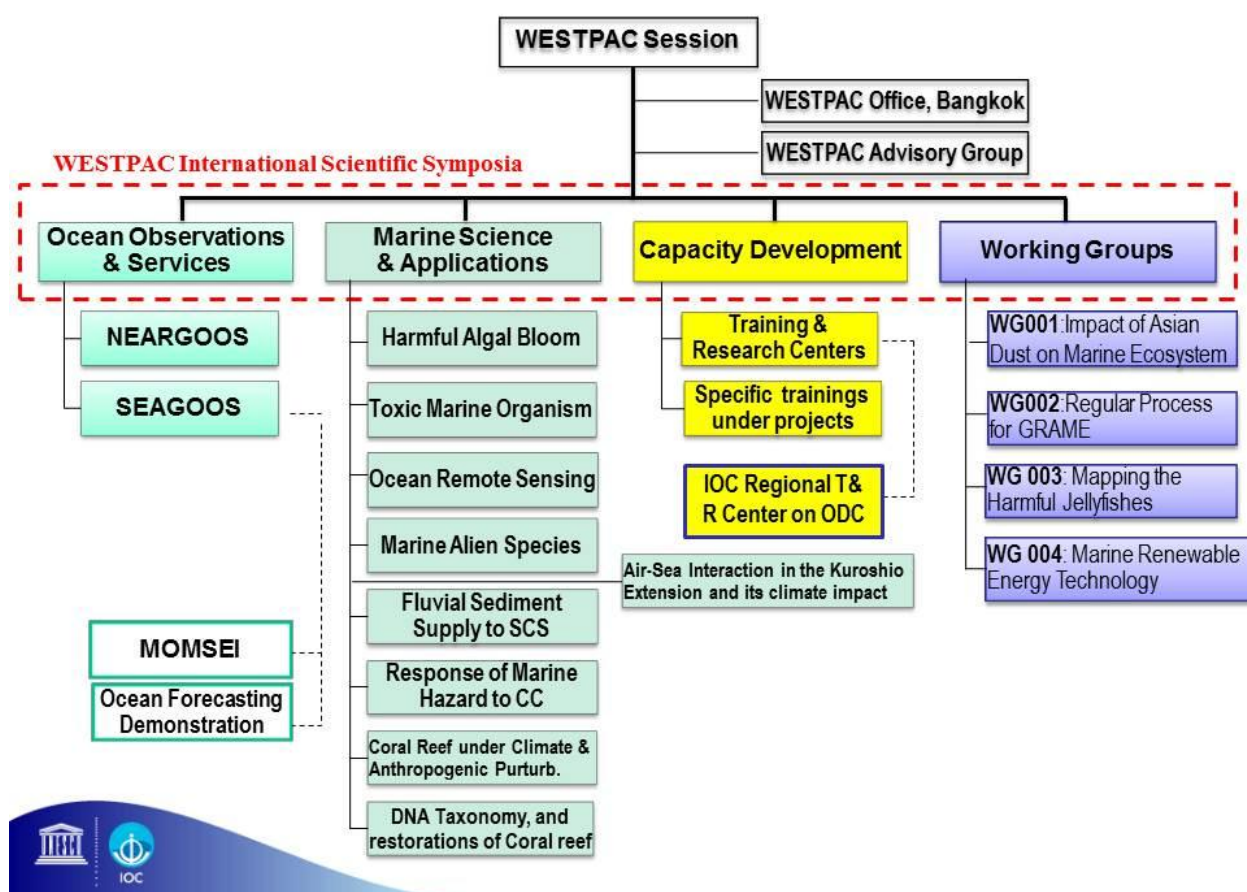 WESTPAC Session
WESTPAC Office, Bangkok
WESTPAC Advisory Group
WESTPAC International Scientific Symposia
Ocean Observations
& Services
NEARGOOS
SEAGOOS
MOMSEI
Ocean Forecasting
Demonstration
Marine Science
& Applications
Harmful Algal Bloom
Toxic Marine Organism
Ocean Remote Sensing
Marine Alien Species
Air-Sea Interaction in the Kuroshio
Extension and its climate impact
Fluvial Sediment
Supply to SCS
Response of Marine
Hazard to CC
Coral Reef under Climate &
Anthropogenic Purturb.
DNA Taxonomy, and
restorations of Coral reef
Capacity Development
Training &
Research Centers
Specific trainings
under projects
IOC Regional T&
R Center on ODC
Working Groups
WG001:Impact of Asian
Dust on Marine Ecosystem
WG002:Regular Process
for GRAME
WG 003: Mapping the
Harmful Jellyfishes
WG 004: Marine Renewable
Energy Technology
UNESCO
IOC